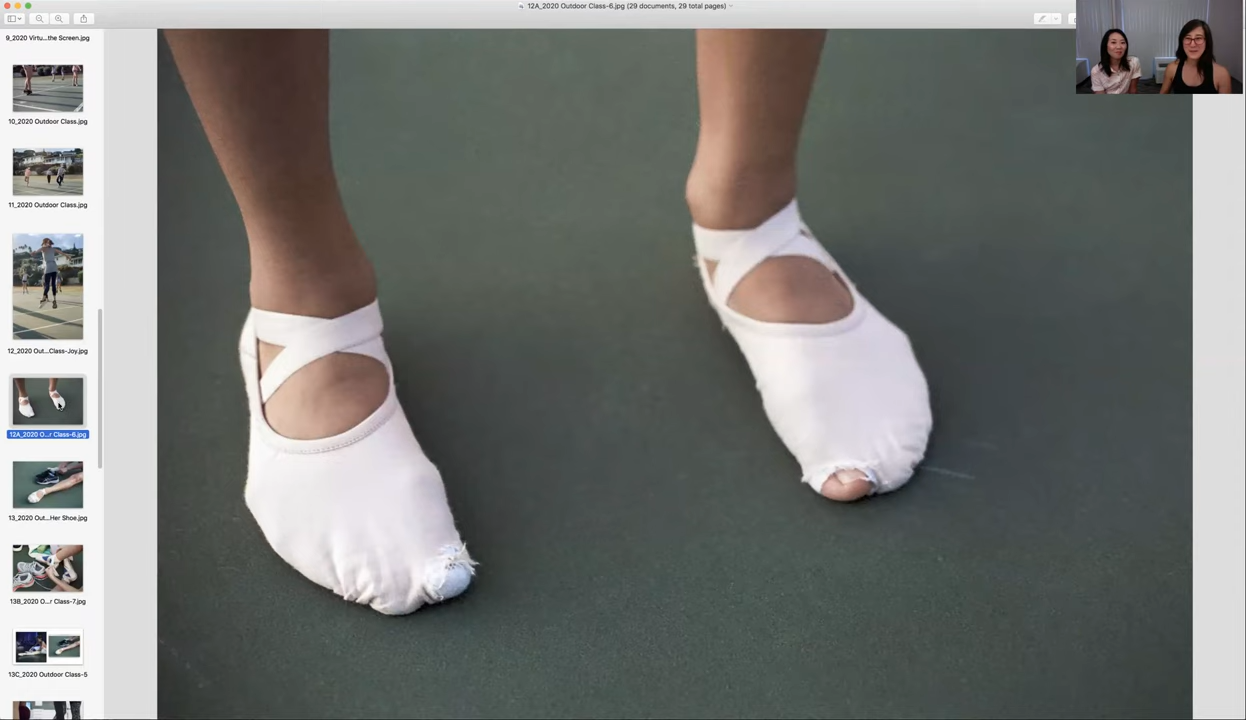 12A_2020 Outdoor Class-6.jpg (29 documents, 29 total pages)
9_2020 Virtu...the Screen.jpg
10_2020 Outdoor Class.jpg
11_2020 Outdoor Class.jpg
12_2020 Out...Class-Joy.jpg
12A_2020 O...r Class-6.jpg
13_2020 Out...Her Shoe.jpg
13B_2020 O...r Class-7.jpg
13C_2020 Outdoor Class-5